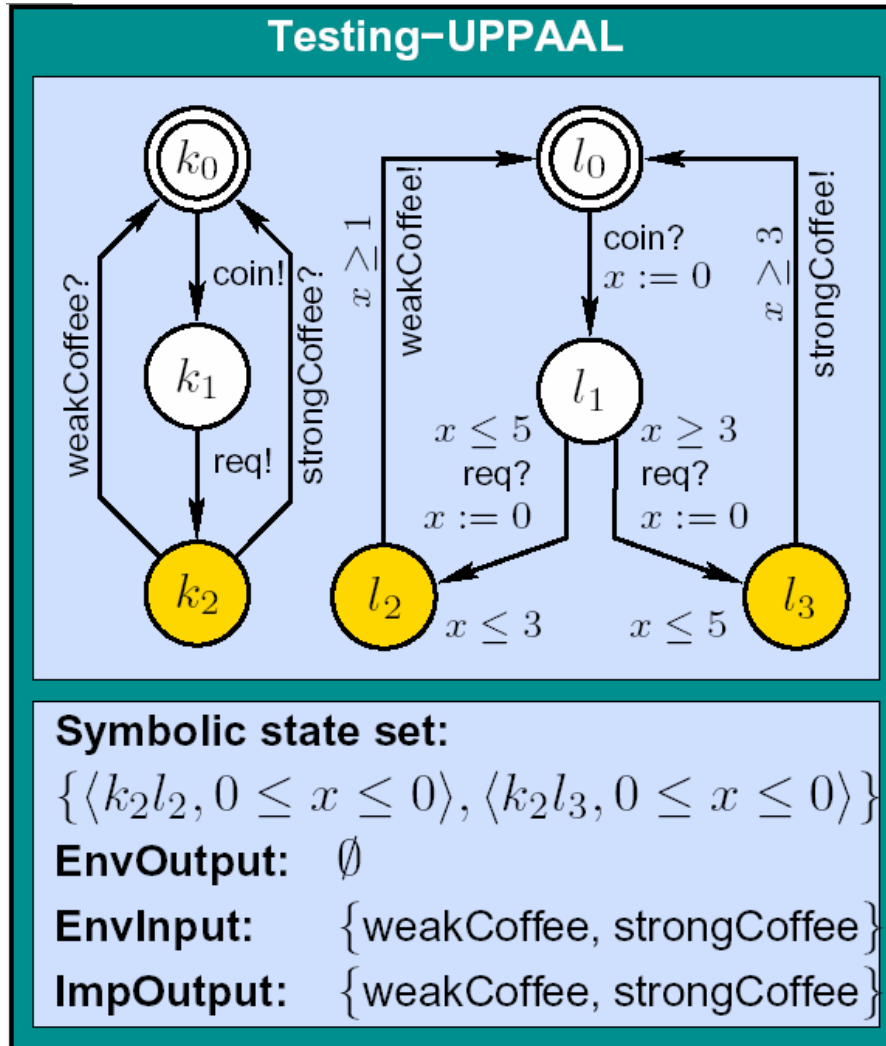 Testing−UPPAAL
k₀
l₀
weakCoffee?
coin!
strongCoffee?
x ≥ 1
weakCoffee!
coin?
x := 0
x ≥ 3
strongCoffee!
k₁
l₁
req!
x ≤ 5
req?
x := 0
x ≥ 3
req?
x := 0
k₂
l₂
x ≤ 3
x ≤ 5
l₃
Symbolic state set:
{⟨k₂l₂, 0 ≤ x ≤ 0⟩, ⟨k₂l₃, 0 ≤ x ≤ 0⟩}
EnvOutput: ∅
EnvInput: {weakCoffee, strongCoffee}
ImpOutput: {weakCoffee, strongCoffee}